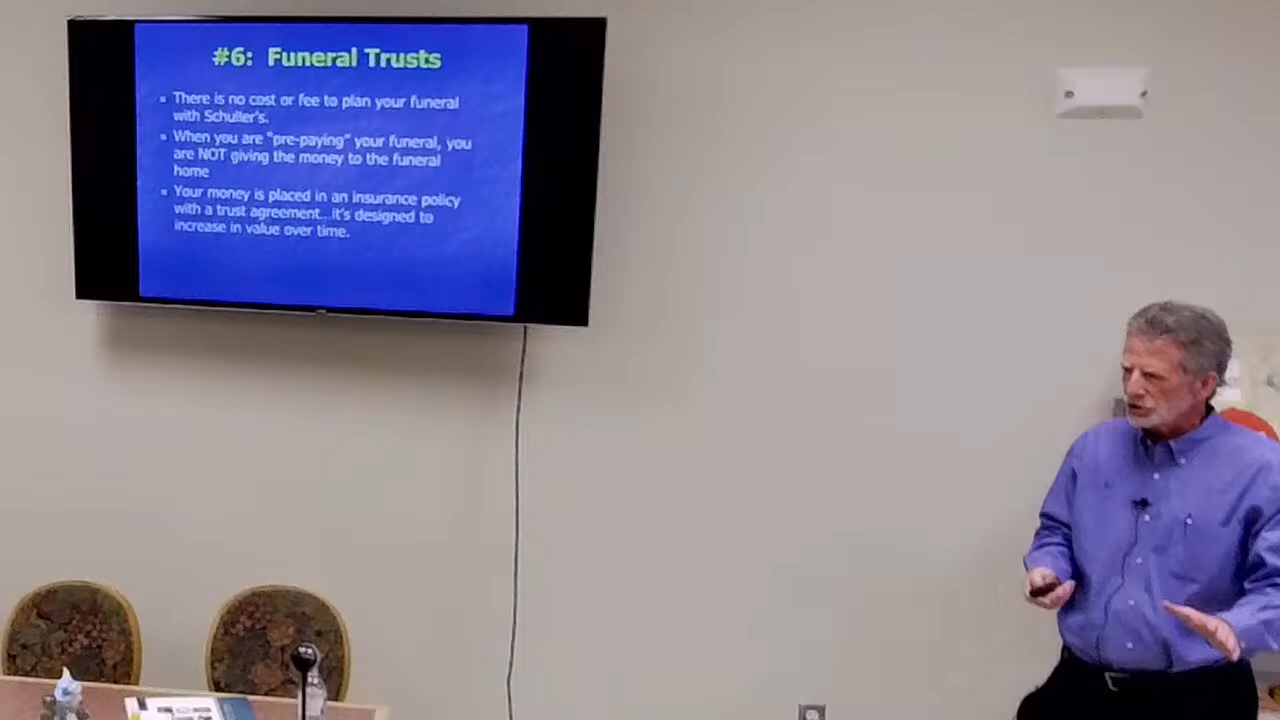 #6: Funeral Trusts
There is no cost or fee to plan your funeral
with Schuller's.
When you are "pre-paying" your funeral, you
are NOT giving the money to the funeral
home
Your money is placed in an insurance policy
with a trust agreement...it's designed to
increase in value over time.